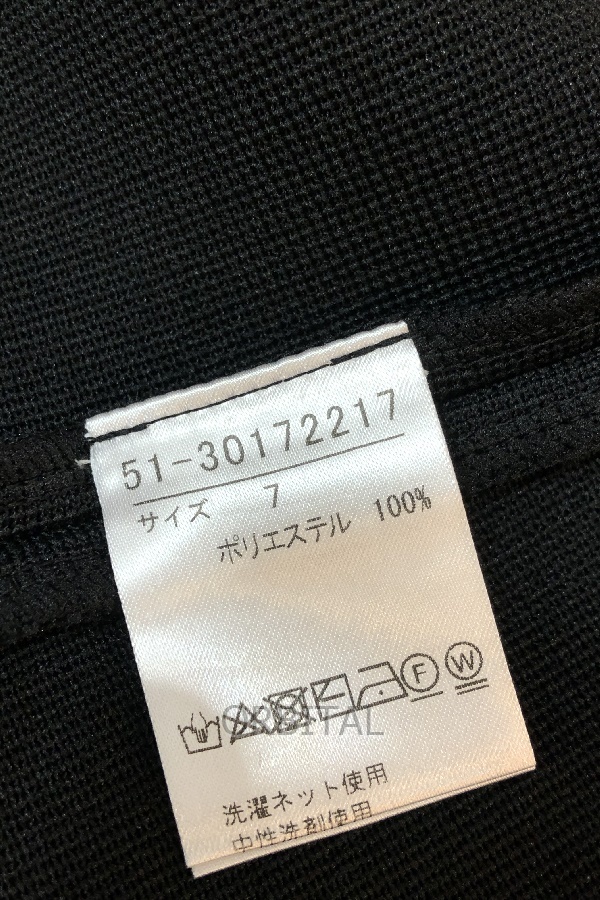 51-30172217
サイズ 7
ポリエステル 100%
F W
ORBITAL
洗濯ネット使用
中性洗剤使用